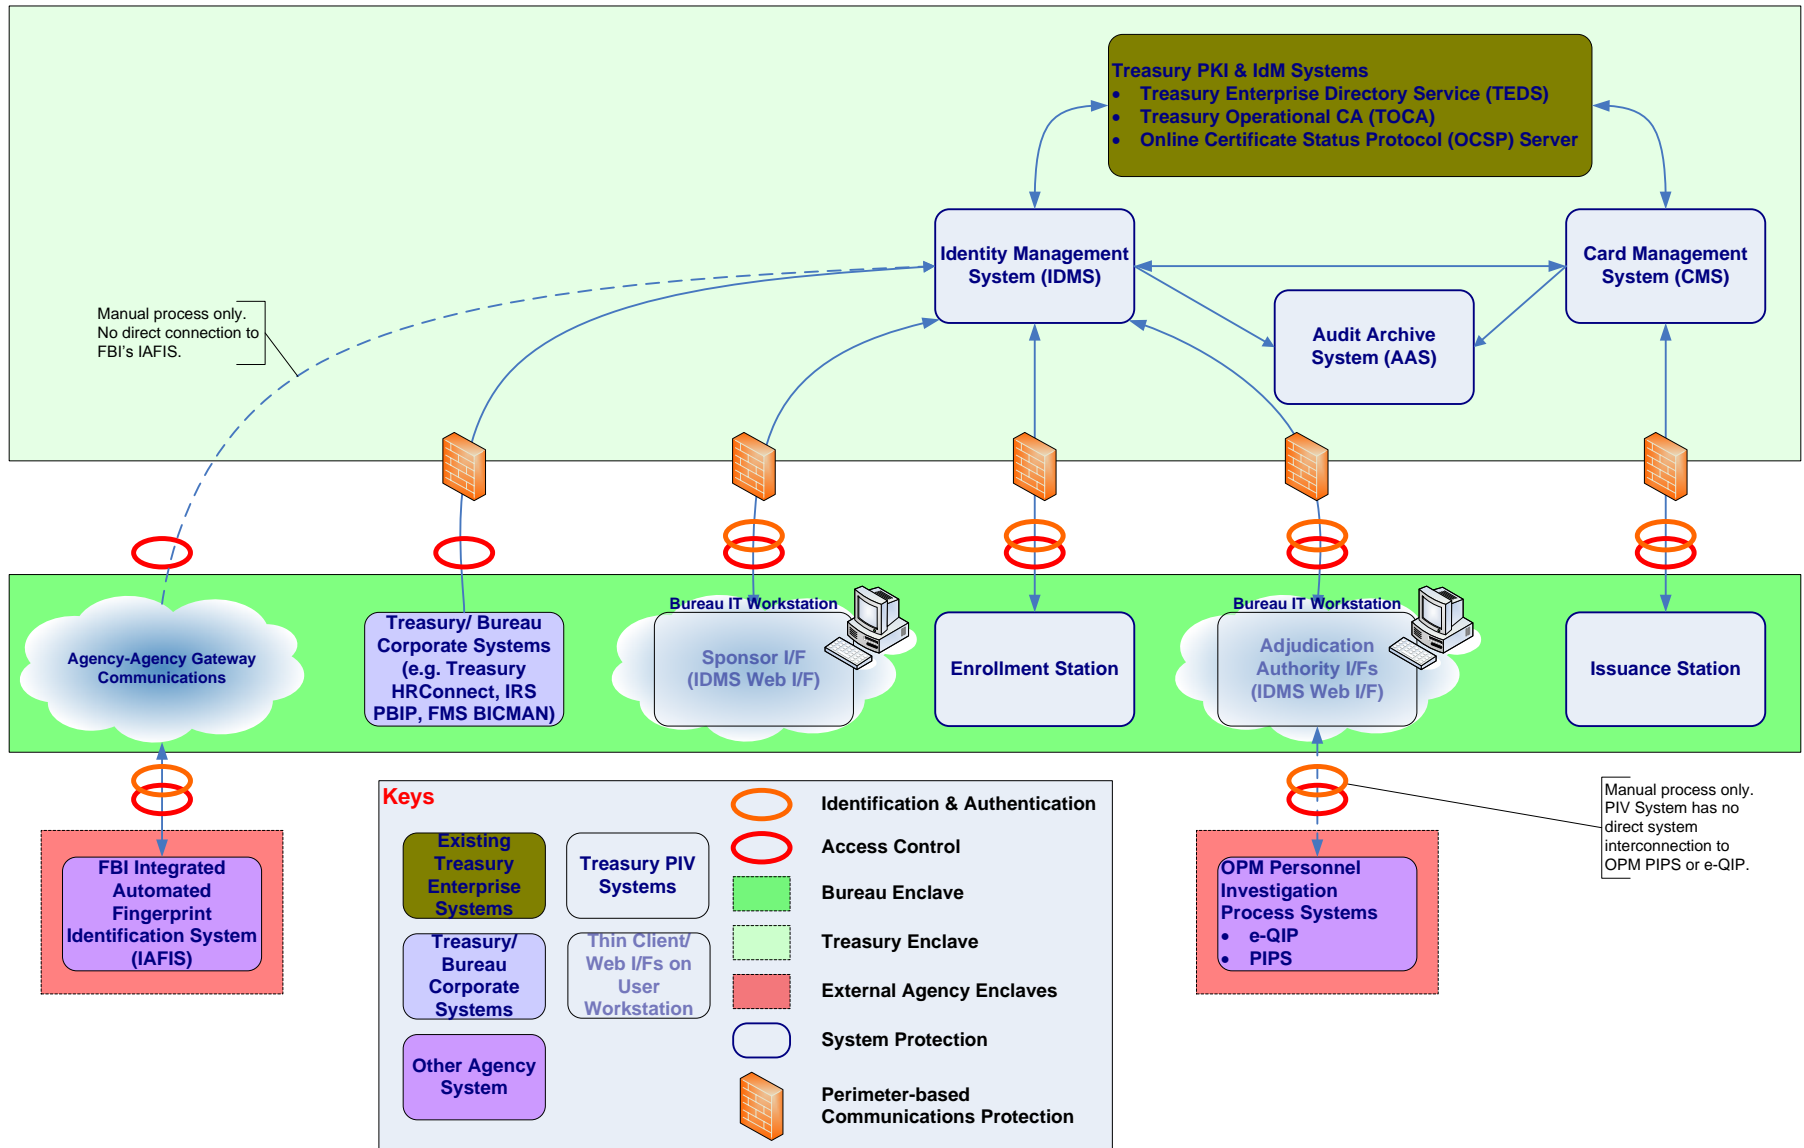 Treasury PKI & IdM Systems
• Treasury Enterprise Directory Service (TEDS)
• Treasury Operational CA (TOCA)
• Online Certificate Status Protocol (OCSP) Server
Identity Management
System (IDMS)
Card Management
System (CMS)
Audit Archive
System (AAS)
Manual process only.
No direct connection to
FBI's IAFIS.
Agency-Agency Gateway
Communications
Treasury/ Bureau
Corporate Systems
(e.g. Treasury
HRConnect, IRS
PBIP, FMS BICMAN)
Bureau IT Workstation
Sponsor I/F
(IDMS Web I/F)
Enrollment Station
Bureau IT Workstation
Adjudication
Authority I/Fs
(IDMS Web I/F)
Issuance Station
FBI Integrated
Automated
Fingerprint
Identification System
(IAFIS)
OPM Personnel
Investigation
Process Systems
• e-QIP
• PIPS
Manual process only.
PIV System has no
direct system
interconnection to
OPM PIPS or e-QIP.
Keys
Existing
Treasury
Enterprise
Systems
Treasury PIV
Systems
Treasury/
Bureau
Corporate
Systems
Thin Client/
Web I/Fs on
User
Workstation
Other Agency
System
Identification & Authentication
Access Control
Bureau Enclave
Treasury Enclave
External Agency Enclaves
System Protection
Perimeter-based
Communications Protection